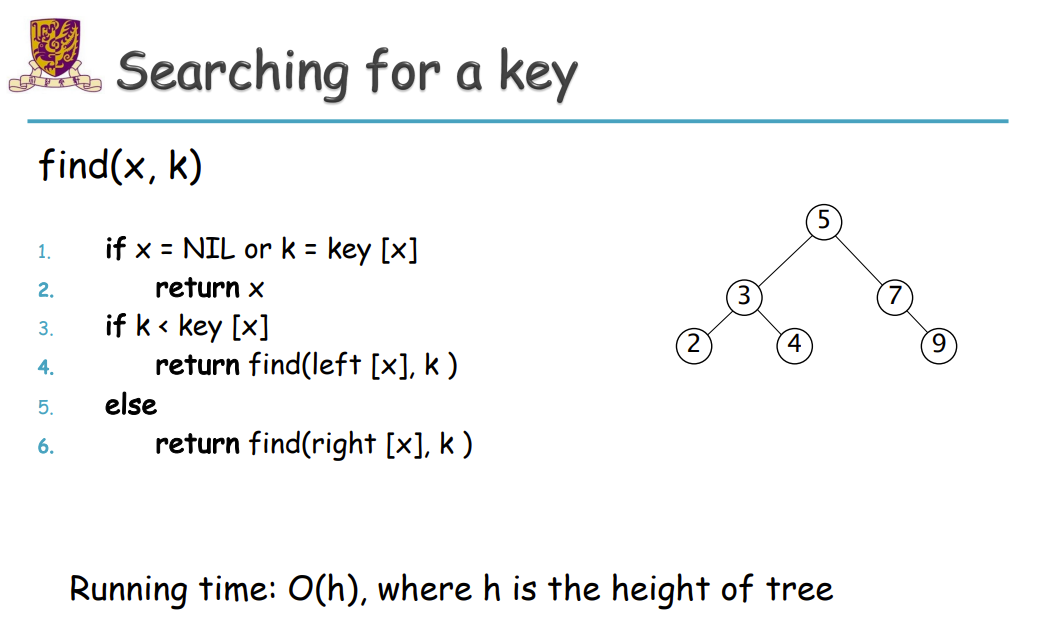 Searching for a key
find(x, k)
1. if x = NIL or k = key [x]
2. return x
3. if k < key [x]
4. return find(left [x], k )
5. else
6. return find(right [x], k )
5
3 7
2 4 9
Running time: O(h), where h is the height of tree